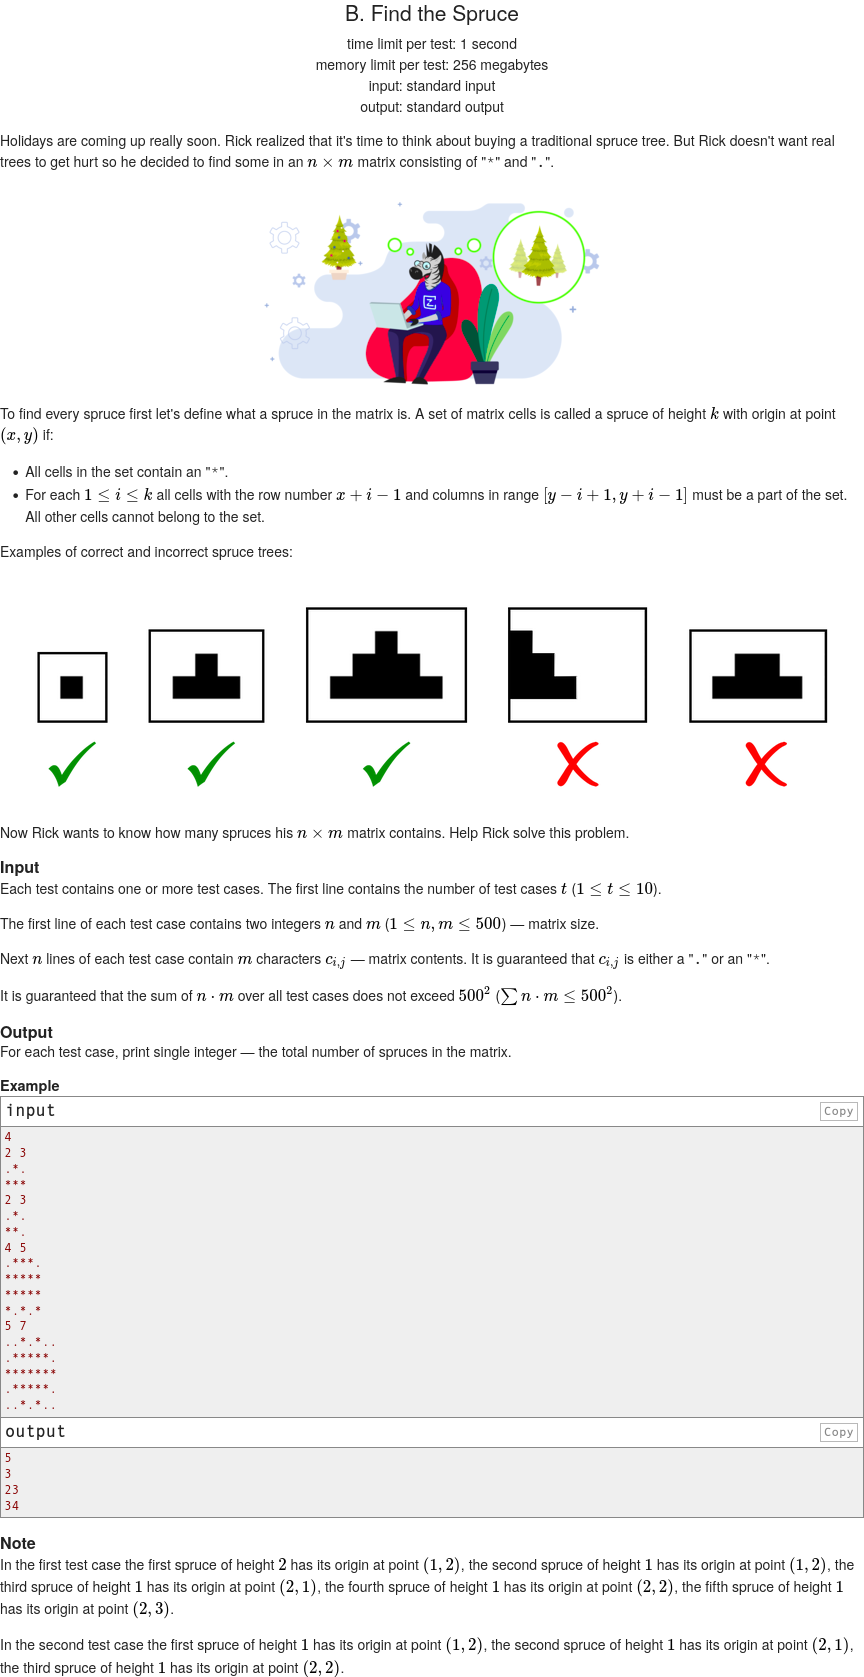 B. Find the Spruce
time limit per test: 1 second
memory limit per test: 256 megabytes
input: standard input
output: standard output
Holidays are coming up really soon. Rick realized that it's time to think about buying a traditional spruce tree. But Rick doesn't want real
trees to get hurt so he decided to find some in an n × m matrix consisting of "*" and ".".
To find every spruce first let's define what a spruce in the matrix is. A set of matrix cells is called a spruce of height k with origin at point
(x, y) if:
• All cells in the set contain an "*".
• For each 1 ≤ i ≤ k all cells with the row number x + i − 1 and columns in range [y − i + 1, y + i − 1] must be a part of the set.
All other cells cannot belong to the set.
Examples of correct and incorrect spruce trees:
Now Rick wants to know how many spruces his n × m matrix contains. Help Rick solve this problem.
Input
Each test contains one or more test cases. The first line contains the number of test cases t (1 ≤ t ≤ 10).
The first line of each test case contains two integers n and m (1 ≤ n, m ≤ 500) — matrix size.
Next n lines of each test case contain m characters c_{i,j} — matrix contents. It is guaranteed that c_{i,j} is either a "." or an "*".
It is guaranteed that the sum of n · m over all test cases does not exceed 500² (∑ n · m ≤ 500²).
Output
For each test case, print single integer — the total number of spruces in the matrix.
Example
input Copy
4
2 3
.*.
***
2 3
.*.
**.
4 5
.***.
*****
*****
*.*.*
5 7
..*.*..
.*****.
*******
.*****.
..*.*..
output Copy
5
3
23
34
Note
In the first test case the first spruce of height 2 has its origin at point (1, 2), the second spruce of height 1 has its origin at point (1, 2), the
third spruce of height 1 has its origin at point (2, 1), the fourth spruce of height 1 has its origin at point (2, 2), the fifth spruce of height 1
has its origin at point (2, 3).
In the second test case the first spruce of height 1 has its origin at point (1, 2), the second spruce of height 1 has its origin at point (2, 1),
the third spruce of height 1 has its origin at point (2, 2).